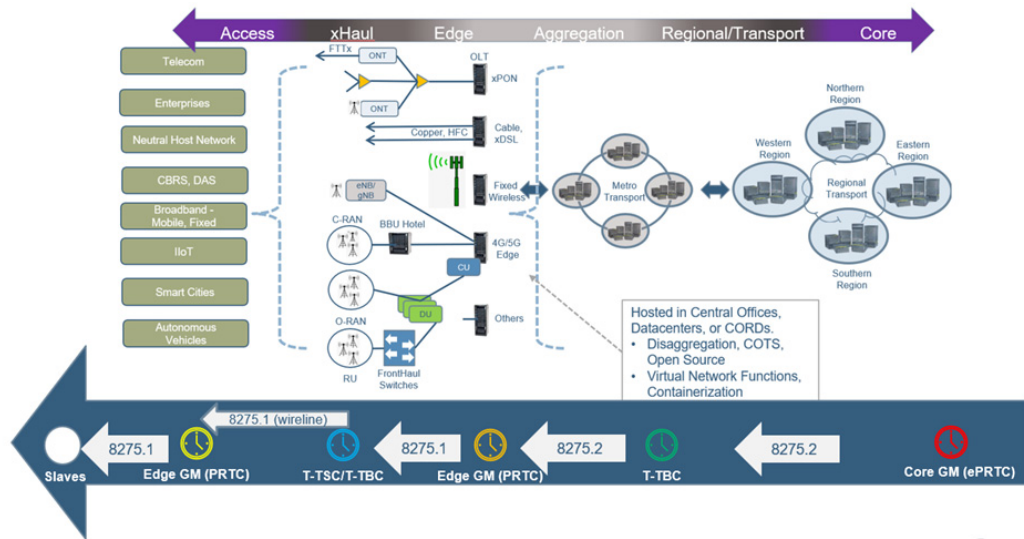 Access xHaul Edge Aggregation Regional/Transport Core
Telecom
Enterprises
Neutral Host Network
CBRS, DAS
Broadband -
Mobile, Fixed
IIoT
Smart Cities
Autonomous
Vehicles
FTTx
ONT
OLT
xPON
ONT
Copper, HFC
Cable,
xDSL
eNB/
gNB
Fixed
Wireless
C-RAN
BBU Hotel
4G/5G
Edge
CU
DU
Others
O-RAN
RU
FrontHaul
Switches
Metro
Transport
Northern
Region
Western
Region
Eastern
Region
Regional
Transport
Southern
Region
Hosted in Central Offices,
Datacenters, or CORDs.
• Disaggregation, COTS,
Open Source
• Virtual Network Functions,
Containerization
8275.1 (wireline)
8275.1
8275.1
8275.2
8275.2
Slaves
Edge GM (PRTC)
T-TSC/T-TBC
Edge GM (PRTC)
T-TBC
Core GM (ePRTC)